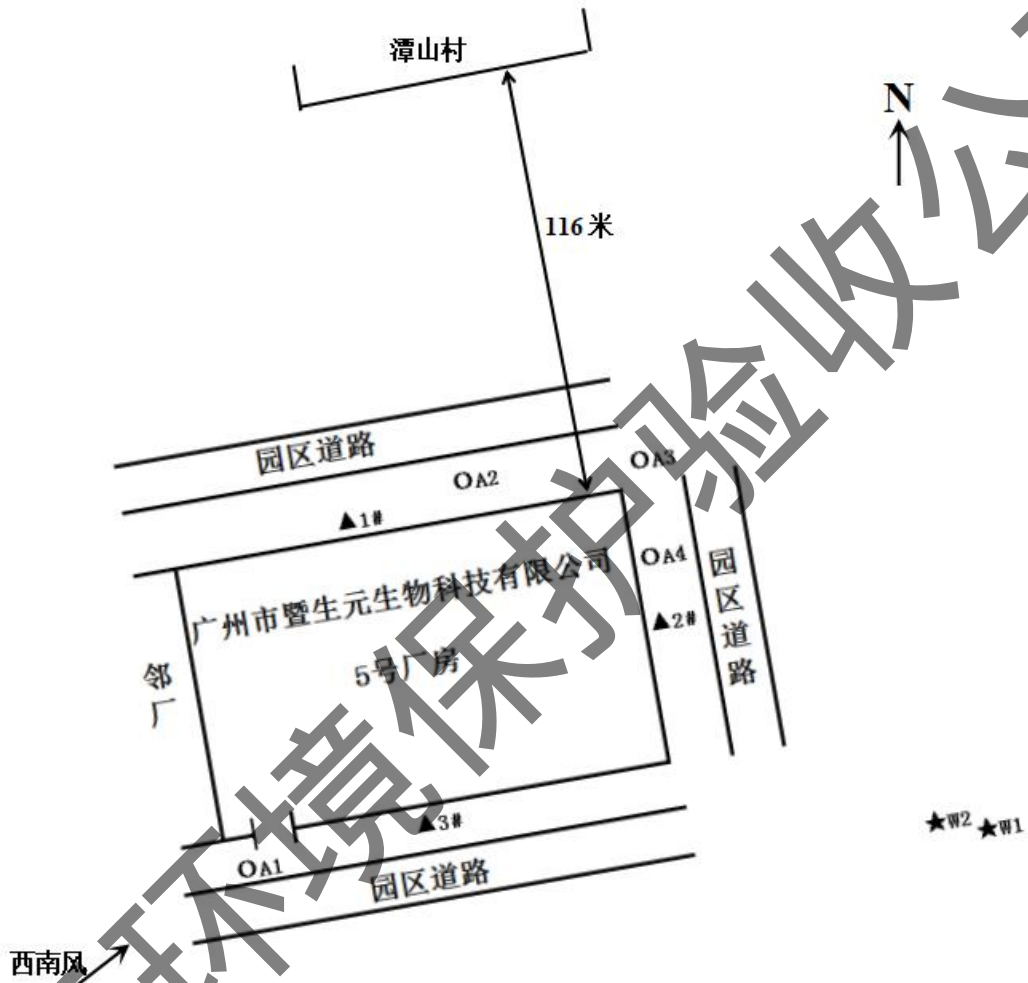 潭山村
N
116米
园区道路
OA2
OA3
▲1#
广州市暨生元生物科技有限公司
OA4
园区道路
▲2#
5号厂房
邻厂
▲3#
★W2 ★W1
OA1
园区道路
西南风
环境保护验收公